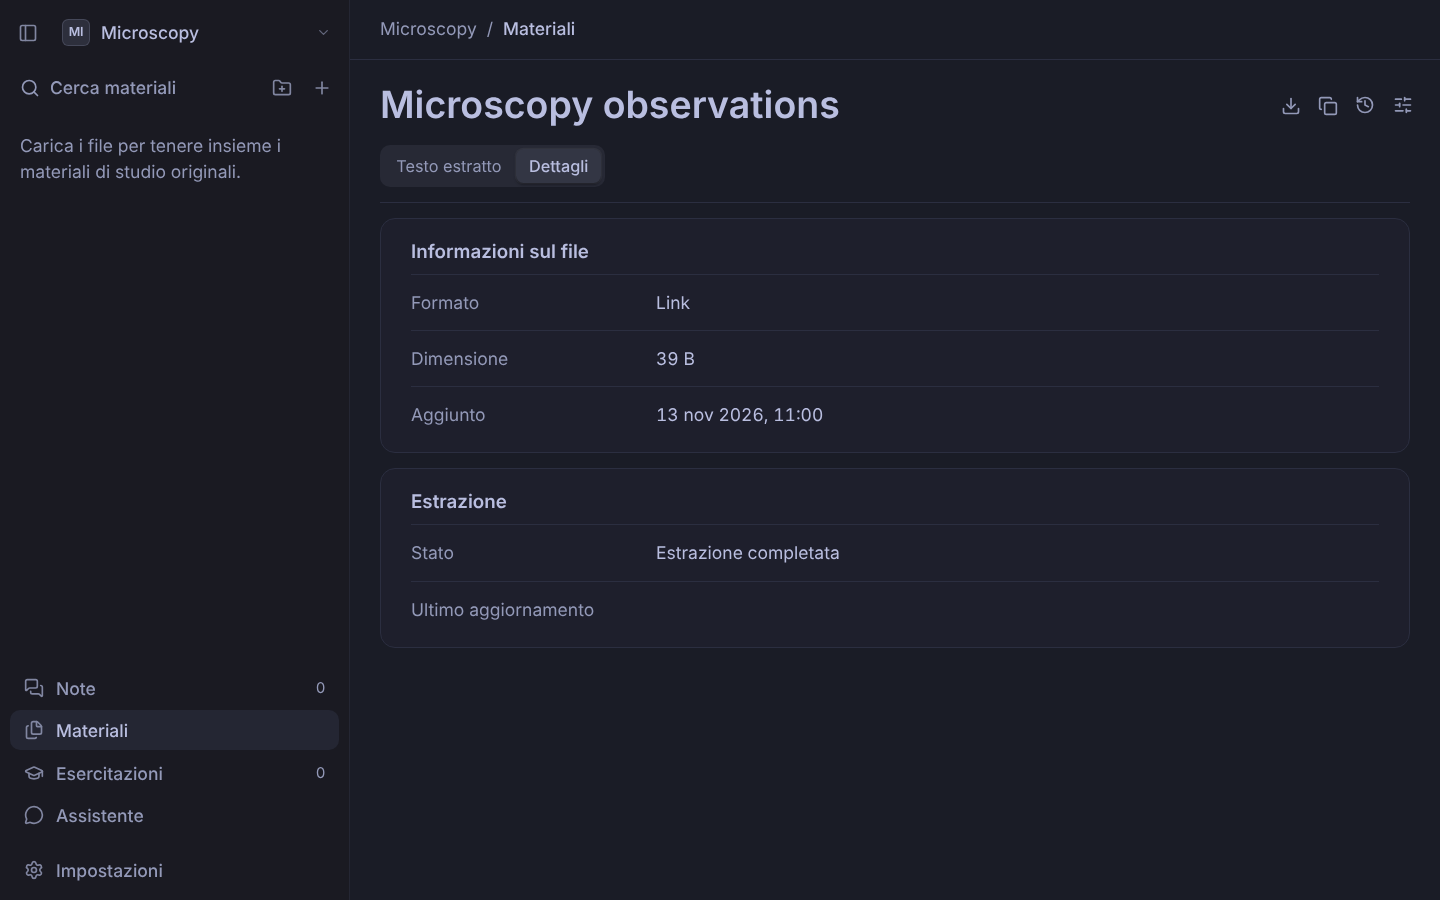 MI Microscopy
Cerca materiali
Carica i file per tenere insieme i
materiali di studio originali.
Note 0
Materiali
Esercitazioni 0
Assistente
Impostazioni
Microscopy / Materiali
Microscopy observations
Testo estratto Dettagli
Informazioni sul file
Formato Link
Dimensione 39 B
Aggiunto 13 nov 2026, 11:00
Estrazione
Stato Estrazione completata
Ultimo aggiornamento